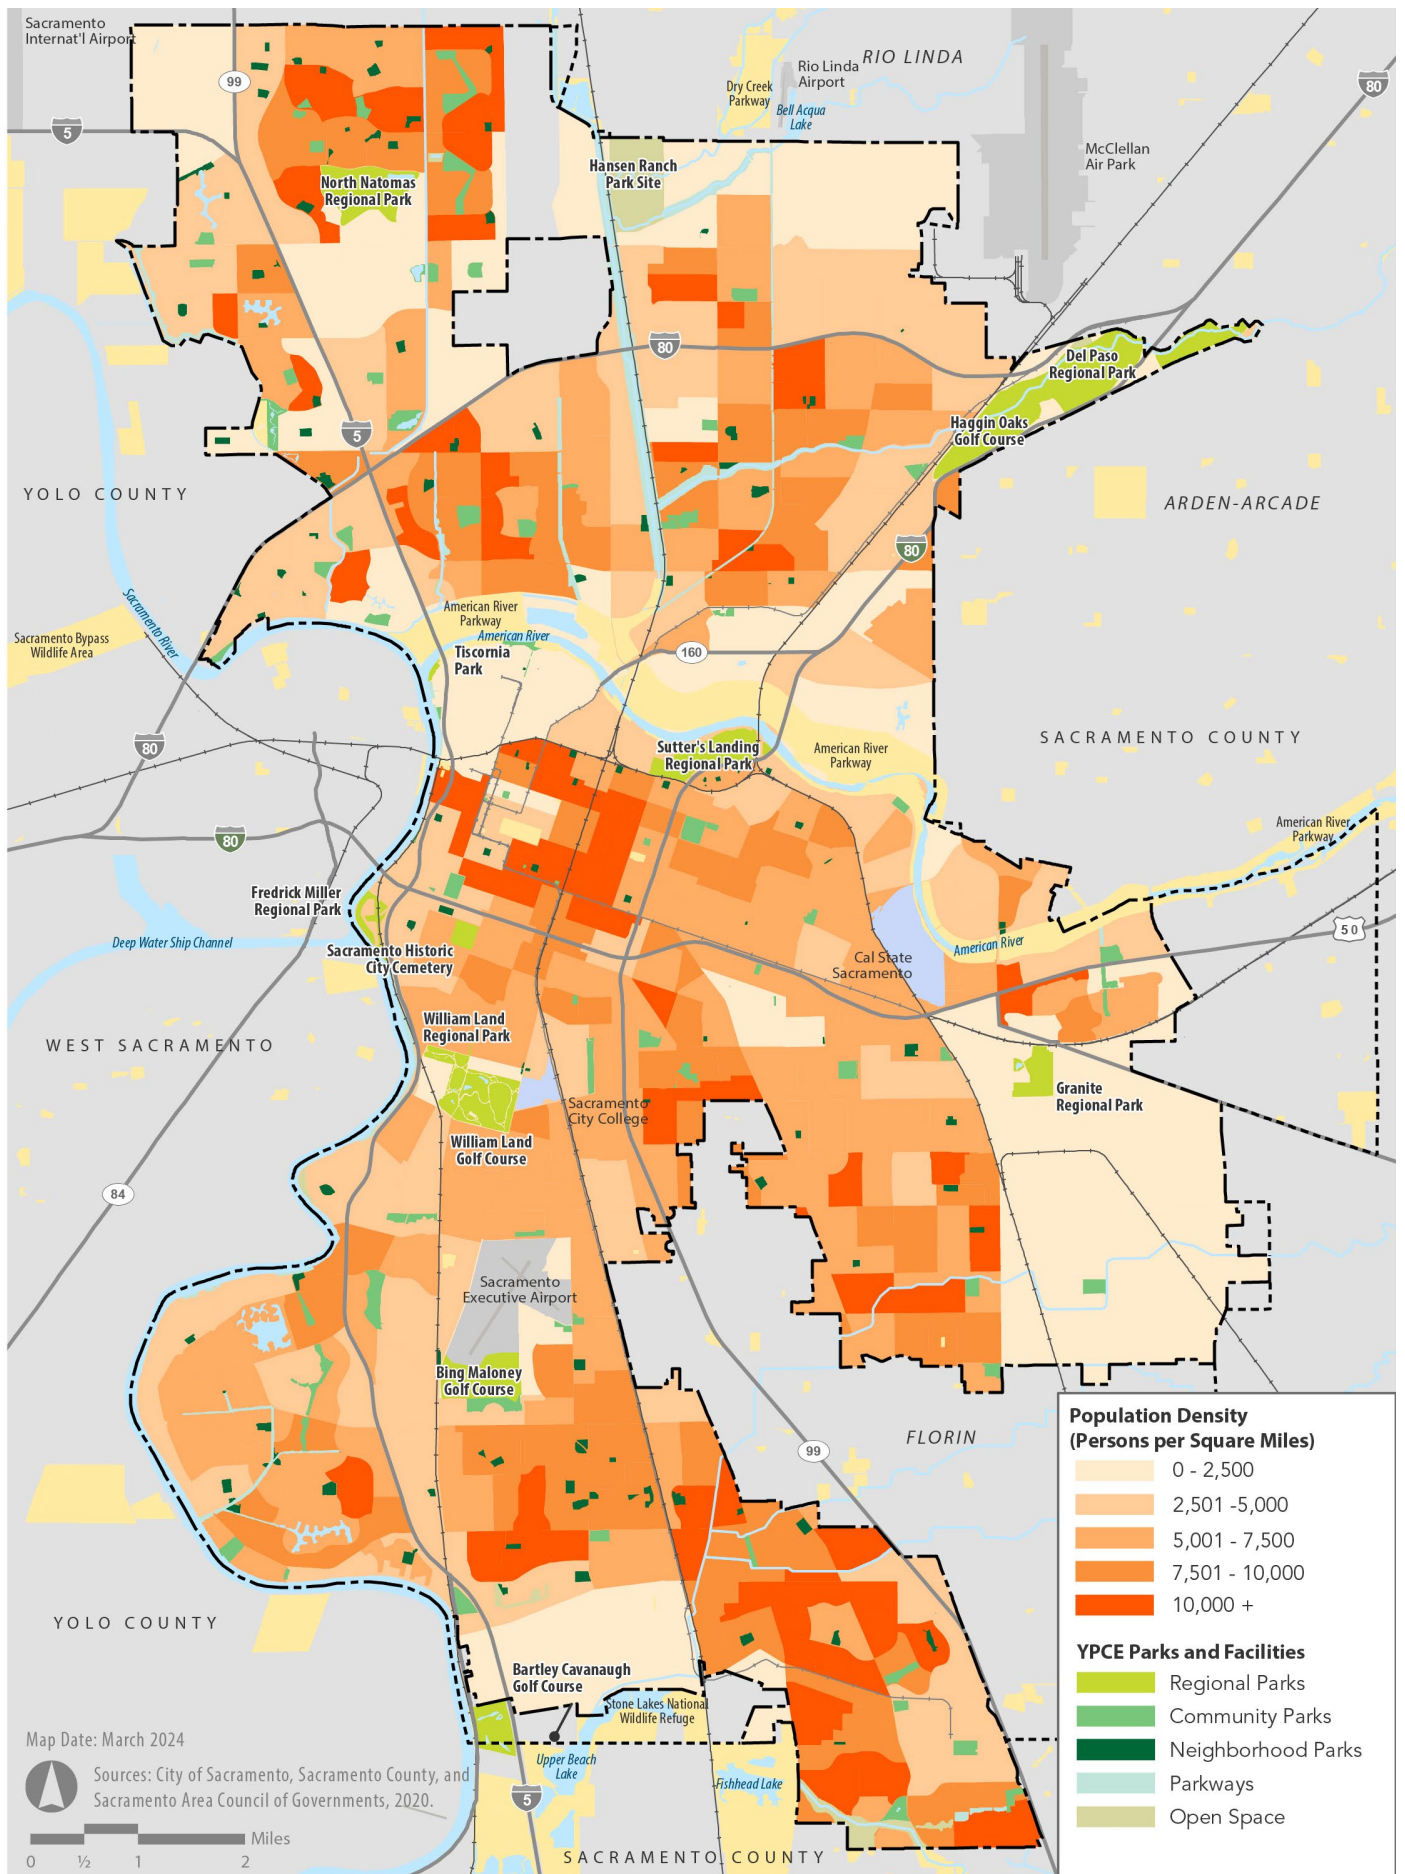 Sacramento
Internat'l Airport
RIO LINDA
Rio Linda
Airport
Dry Creek
Parkway
Bell Acqua
Lake
99
80
5
McClellan
Air Park
Hansen Ranch
Park Site
North Natomas
Regional Park
80
Del Paso
Regional Park
Haggin Oaks
Golf Course
5
YOLO COUNTY
ARDEN-ARCADE
80
Sacramento River
American River
Parkway
American River
Sacramento Bypass
Wildlife Area
Tiscornia
Park
160
80
SACRAMENTO COUNTY
Sutter's Landing
Regional Park
American River
Parkway
American River
Parkway
80
Fredrick Miller
Regional Park
50
Deep Water Ship Channel
Sacramento Historic
City Cemetery
American River
Cal State
Sacramento
William Land
Regional Park
WEST SACRAMENTO
Granite
Regional Park
Sacramento
City College
William Land
Golf Course
84
Sacramento
Executive Airport
Bing Maloney
Golf Course
FLORIN
99
YOLO COUNTY
Bartley Cavanaugh
Golf Course
Stone Lakes National
Wildlife Refuge
Upper Beach
Lake
Fishhead Lake
5
SACRAMENTO COUNTY
Map Date: March 2024
Sources: City of Sacramento, Sacramento County, and
Sacramento Area Council of Governments, 2020.
Miles
0 ½ 1 2
Population Density
(Persons per Square Miles)
0 - 2,500
2,501 -5,000
5,001 - 7,500
7,501 - 10,000
10,000 +
YPCE Parks and Facilities
Regional Parks
Community Parks
Neighborhood Parks
Parkways
Open Space